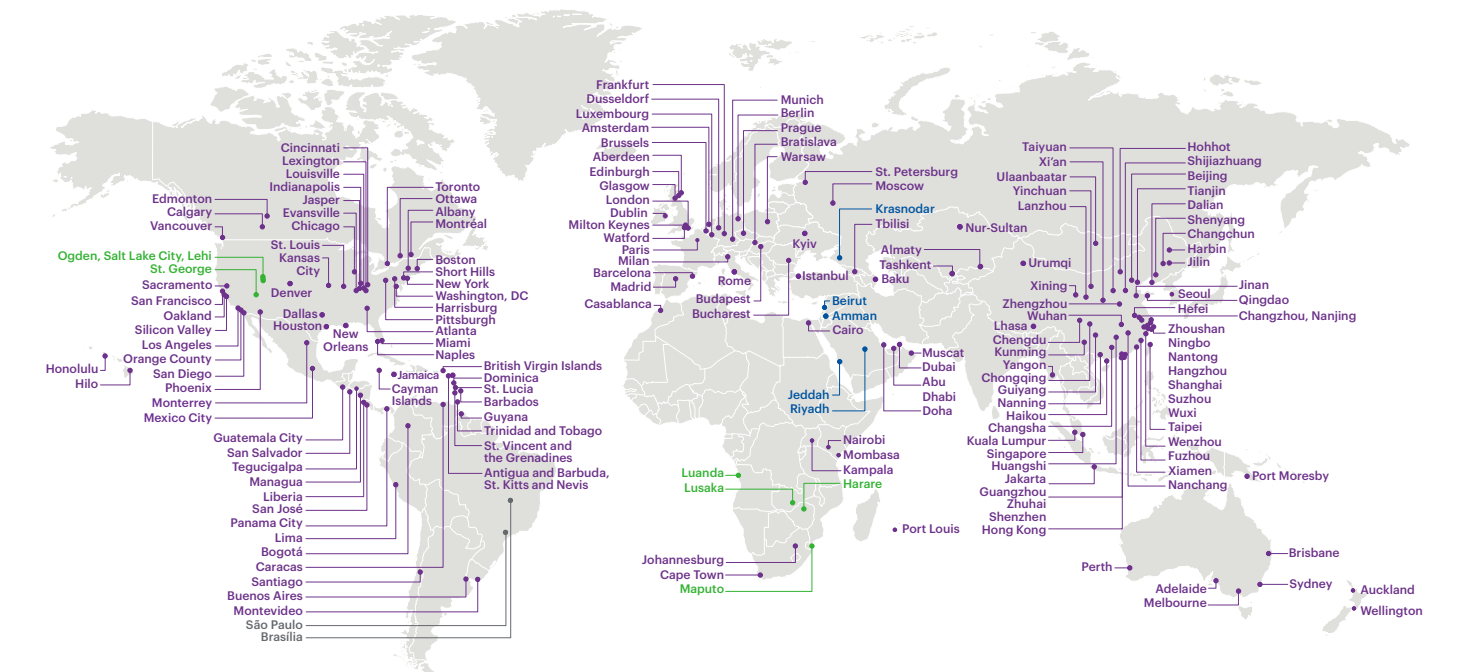 Cincinnati
Lexington
Louisville
Indianapolis
Jasper
Evansville
Chicago
Edmonton
Calgary
Vancouver
Toronto
Ottawa
Albany
Montréal
Ogden, Salt Lake City, Lehi
St. George
St. Louis
Kansas
City
Denver
Boston
Short Hills
New York
Washington, DC
Harrisburg
Pittsburgh
Atlanta
Miami
Naples
Sacramento
San Francisco
Oakland
Silicon Valley
Los Angeles
Orange County
San Diego
Phoenix
Monterrey
Mexico City
Dallas
Houston
New
Orleans
Honolulu
Hilo
Jamaica
Cayman
Islands
British Virgin Islands
Dominica
St. Lucia
Barbados
Guyana
Trinidad and Tobago
St. Vincent and
the Grenadines
Antigua and Barbuda,
St. Kitts and Nevis
Guatemala City
San Salvador
Tegucigalpa
Managua
Liberia
San José
Panama City
Lima
Bogotá
Caracas
Santiago
Buenos Aires
Montevideo
São Paulo
Brasília
Frankfurt
Dusseldorf
Luxembourg
Amsterdam
Brussels
Aberdeen
Edinburgh
Glasgow
London
Dublin
Milton Keynes
Watford
Paris
Milan
Barcelona
Madrid
Casablanca
Munich
Berlin
Prague
Bratislava
Warsaw
St. Petersburg
Moscow
Krasnodar
Tbilisi
Kyiv
Rome
Istanbul
Budapest
Bucharest
Nur-Sultan
Almaty
Tashkent
Baku
Beirut
Amman
Cairo
Muscat
Dubai
Abu
Dhabi
Doha
Jeddah
Riyadh
Nairobi
Mombasa
Kampala
Luanda
Lusaka
Harare
Port Louis
Johannesburg
Cape Town
Maputo
Taiyuan
Xi’an
Ulaanbaatar
Yinchuan
Lanzhou
Hohhot
Shijiazhuang
Beijing
Tianjin
Dalian
Shenyang
Changchun
Harbin
Jilin
Urumqi
Xining
Seoul
Jinan
Qingdao
Changzhou, Nanjing
Zhengzhou
Wuhan
Hefei
Lhasa
Chengdu
Kunming
Yangon
Chongqing
Guiyang
Nanning
Haikou
Changsha
Kuala Lumpur
Singapore
Huangshi
Jakarta
Guangzhou
Zhuhai
Shenzhen
Hong Kong
Zhoushan
Ningbo
Nantong
Hangzhou
Shanghai
Suzhou
Wuxi
Taipei
Wenzhou
Fuzhou
Xiamen
Nanchang
Port Moresby
Brisbane
Perth
Adelaide
Melbourne
Sydney
Auckland
Wellington